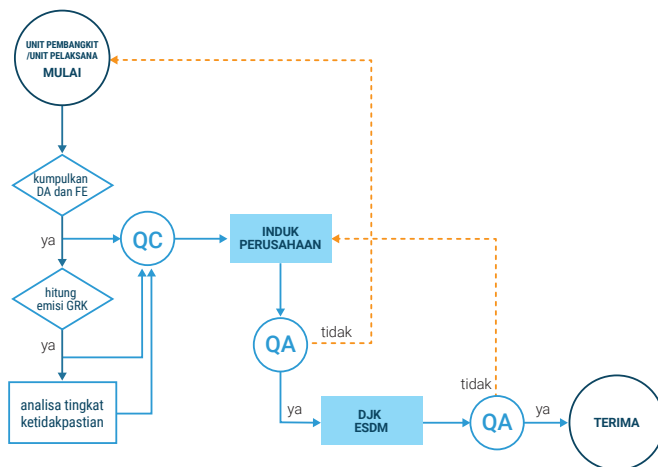 UNIT PEMBANGKIT
/UNIT PELAKSANA
MULAI
kumpulkan
DA dan FE
ya
QC
INDUK
PERUSAHAAN
hitung
emisi GRK
ya
QA
tidak
analisa tingkat
ketidakpastian
ya
DJK
ESDM
tidak
QA
ya
TERIMA